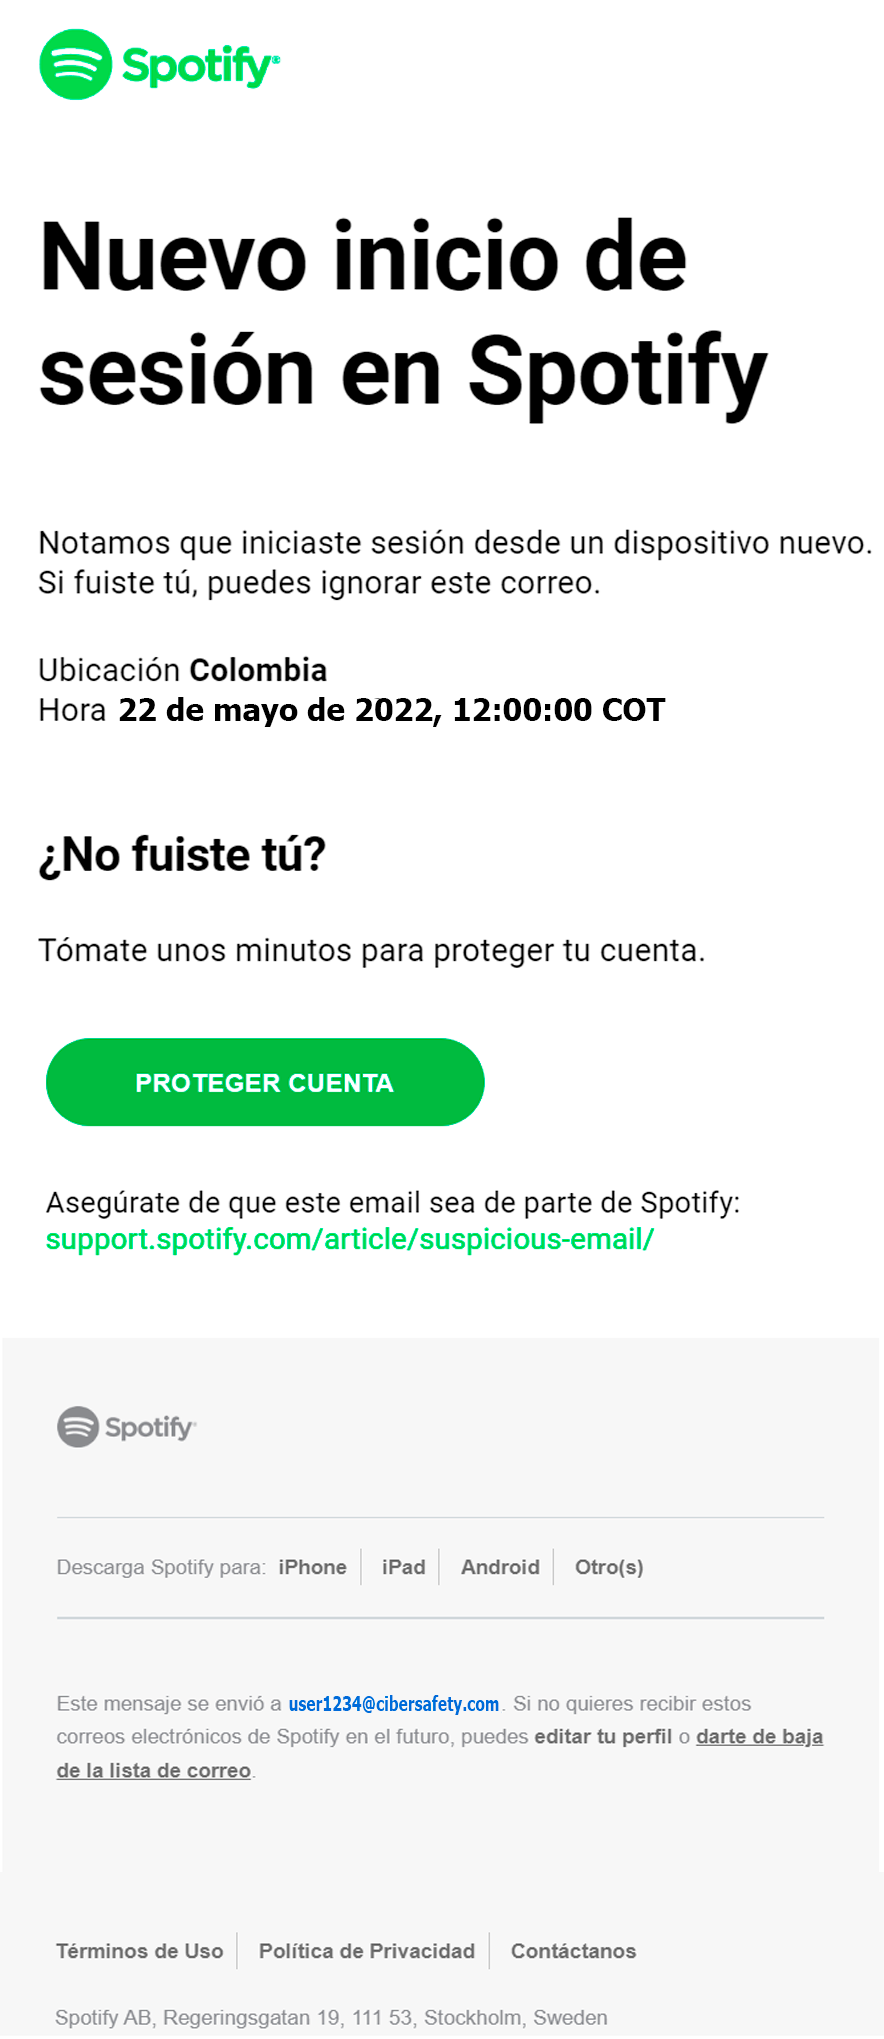 Spotify®
Nuevo inicio de
sesión en Spotify
Notamos que iniciaste sesión desde un dispositivo nuevo.
Si fuiste tú, puedes ignorar este correo.
Ubicación Colombia
Hora 22 de mayo de 2022, 12:00:00 COT
¿No fuiste tú?
Tómate unos minutos para proteger tu cuenta.
PROTEGER CUENTA
Asegúrate de que este email sea de parte de Spotify:
support.spotify.com/article/suspicious-email/
Spotify®
Descarga Spotify para: iPhone | iPad | Android | Otro(s)
Este mensaje se envió a user1234@cibersafety.com. Si no quieres recibir estos
correos electrónicos de Spotify en el futuro, puedes editar tu perfil o darte de baja
de la lista de correo.
Términos de Uso | Política de Privacidad | Contáctanos
Spotify AB, Regeringsgatan 19, 111 53, Stockholm, Sweden